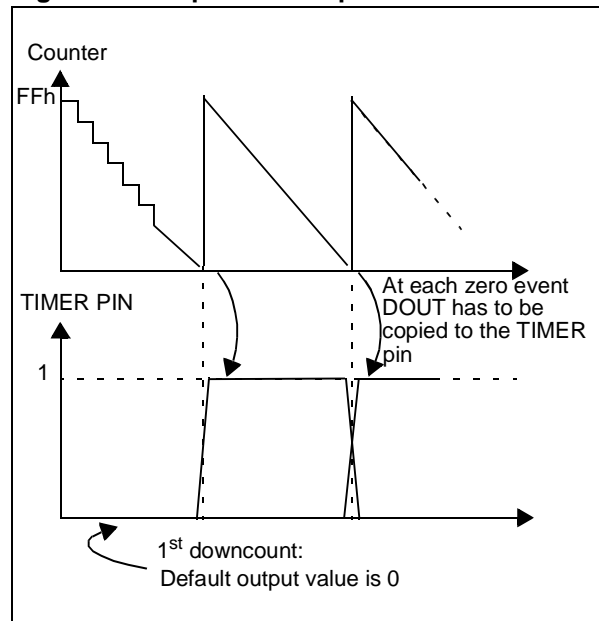 Counter
FFh
At each zero event
DOUT has to be
copied to the TIMER
pin
TIMER PIN
1
1st downcount:
Default output value is 0